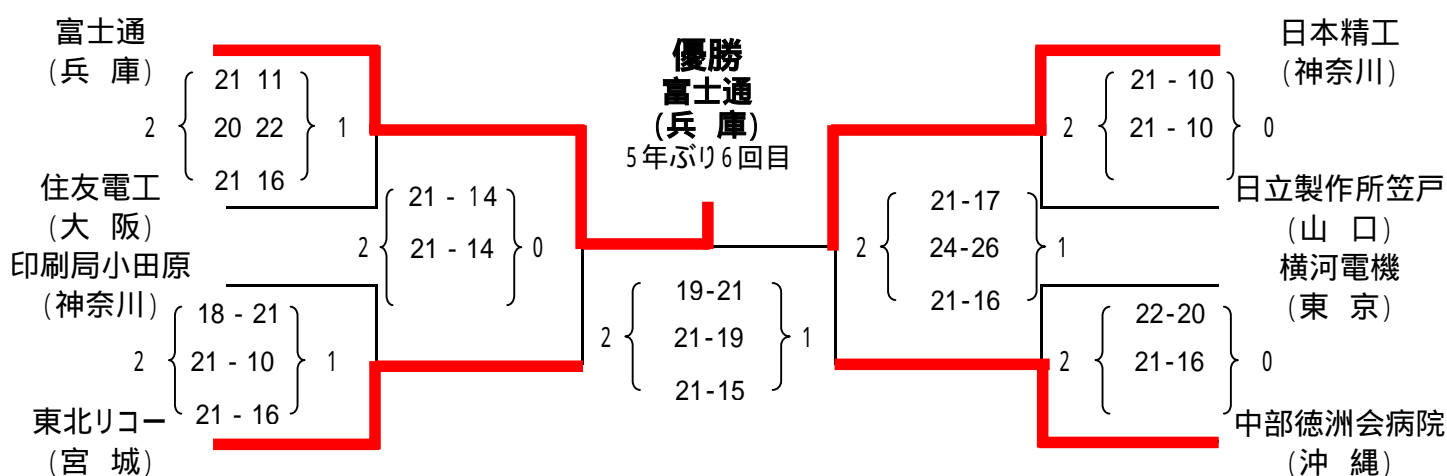 富士通
(兵 庫)
2
21 11
20 22
21 16
1
住友電工
(大 阪)
印刷局小田原
(神奈川)
2
18 - 21
21 - 10
21 - 16
1
東北リコー
(宮 城)
2
21 - 14
21 - 14
0
優勝
富士通
(兵 庫)
5年ぶり6回目
2
19-21
21-19
21-15
1
2
21-17
24-26
21-16
1
日本精工
(神奈川)
2
21 - 10
21 - 10
0
日立製作所笠戸
(山 口)
横河電機
(東 京)
2
22-20
21-16
0
中部徳洲会病院
(沖 縄)